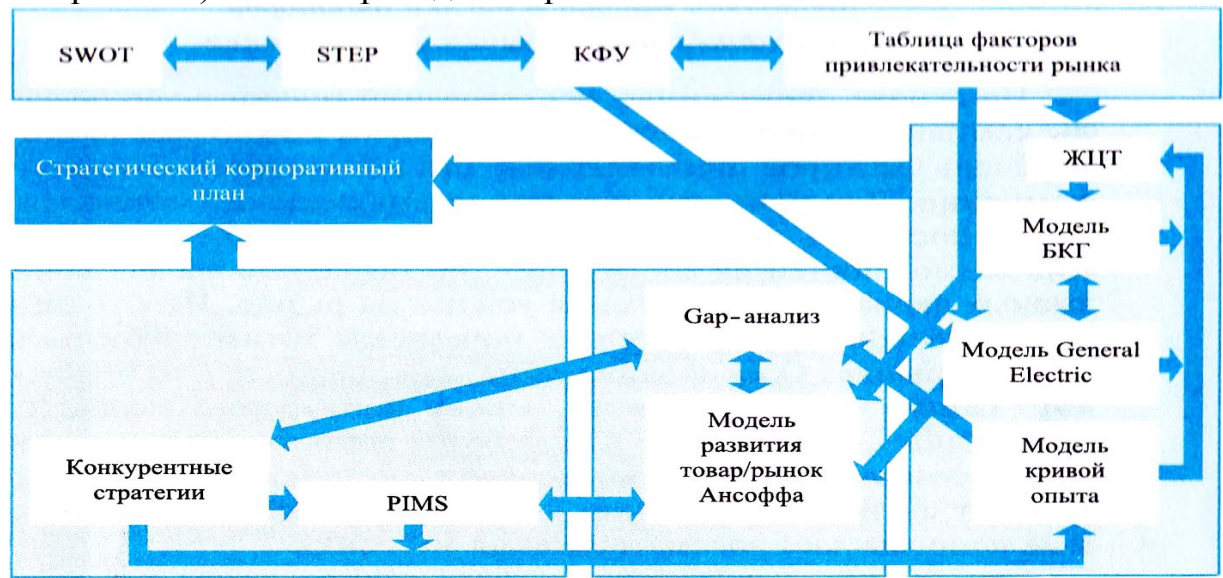 SWOT
STEP
КФУ
Таблица факторов
привлекательности рынка
Стратегический корпоративный
план
ЖЦТ
Модель
БКГ
Gap-анализ
Модель General
Electric
Модель
развития
товар/рынок
Ансоффа
Модель
кривой
опыта
Конкурентные
стратегии
PIMS